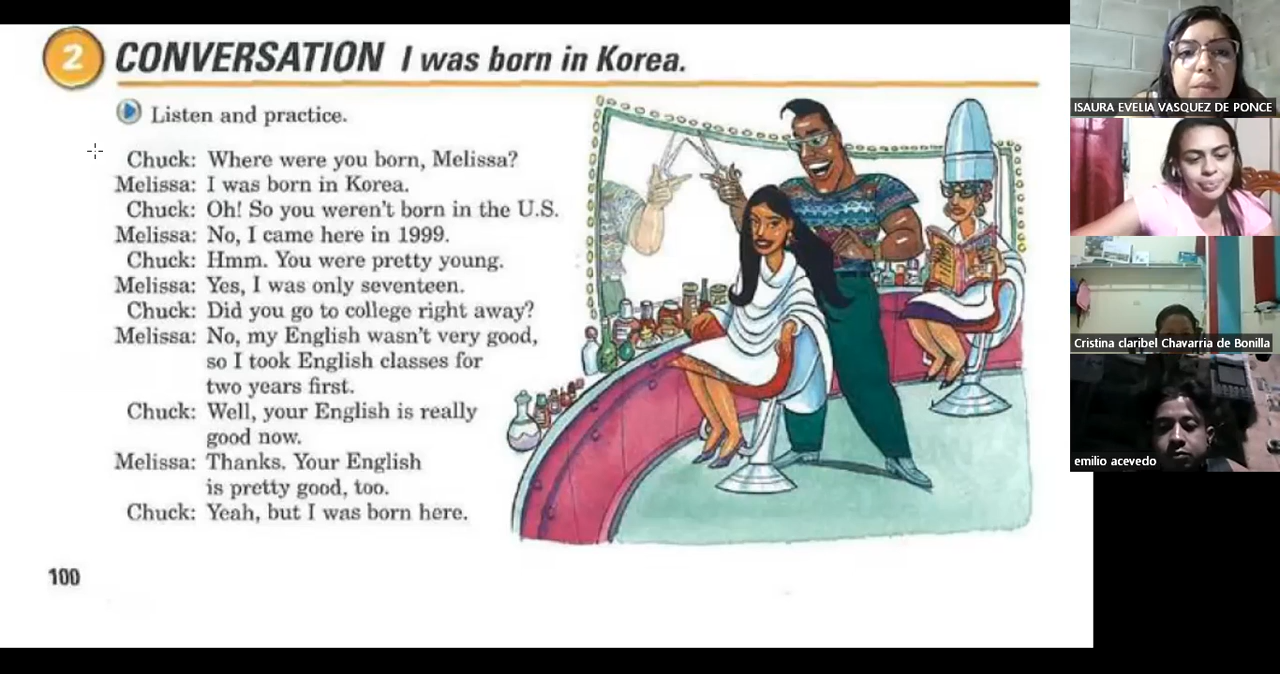 2 CONVERSATION I was born in Korea.
Listen and practice.
Chuck: Where were you born, Melissa?
Melissa: I was born in Korea.
Chuck: Oh! So you weren't born in the U.S.
Melissa: No, I came here in 1999.
Chuck: Hmm. You were pretty young.
Melissa: Yes, I was only seventeen.
Chuck: Did you go to college right away?
Melissa: No, my English wasn't very good,
so I took English classes for
two years first.
Chuck: Well, your English is really
good now.
Melissa: Thanks. Your English
is pretty good, too.
Chuck: Yeah, but I was born here.
100
ISAURA EVELIA VASQUEZ DE PONCE
Cristina claribel Chavarria de Bonilla
emilio acevedo